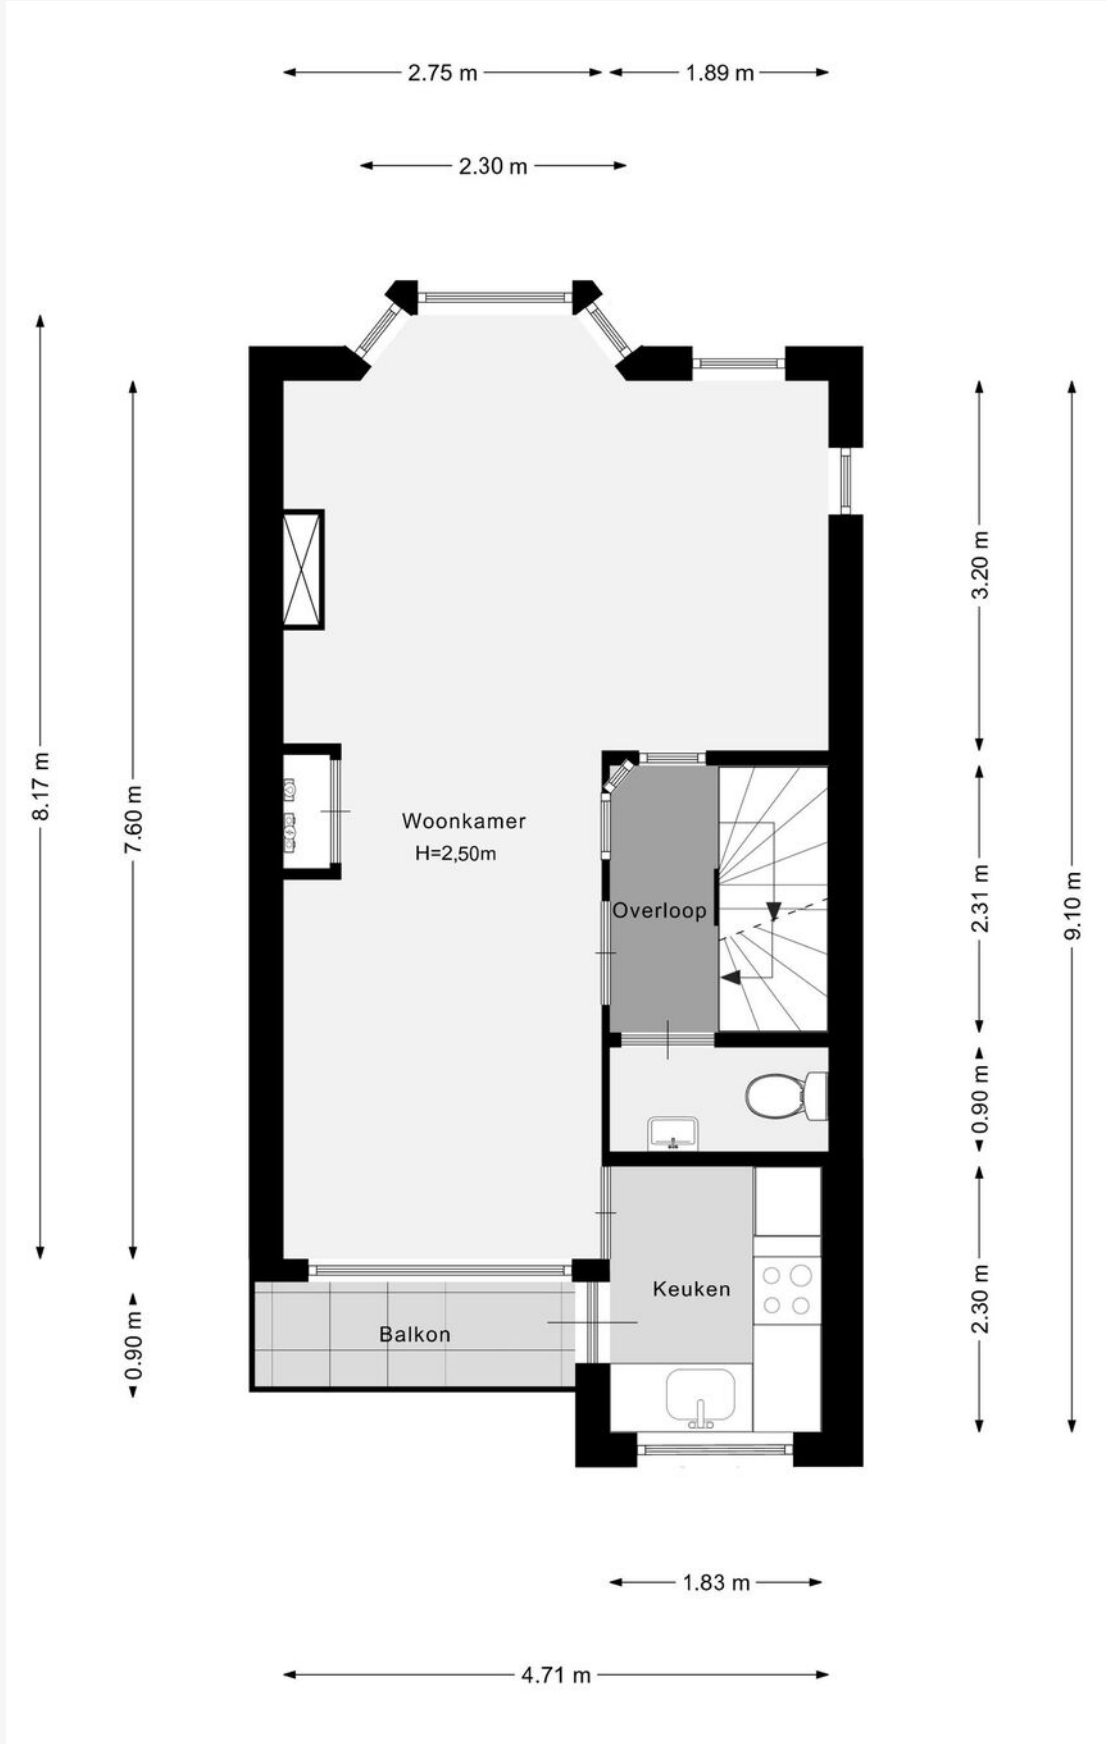 2.75 m
1.89 m
2.30 m
8.17 m
7.60 m
3.20 m
9.10 m
Woonkamer
H=2,50m
Overloop
2.31 m
0.90 m
Keuken
2.30 m
Balkon
0.90 m
1.83 m
4.71 m